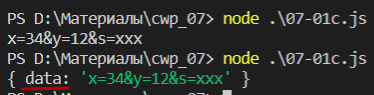 PS D:\Материалы\cwp_07> node .\07-01c.js
x=34&y=12&s=xxx
PS D:\Материалы\cwp_07> node .\07-01c.js
{ data: 'x=34&y=12&s=xxx' }